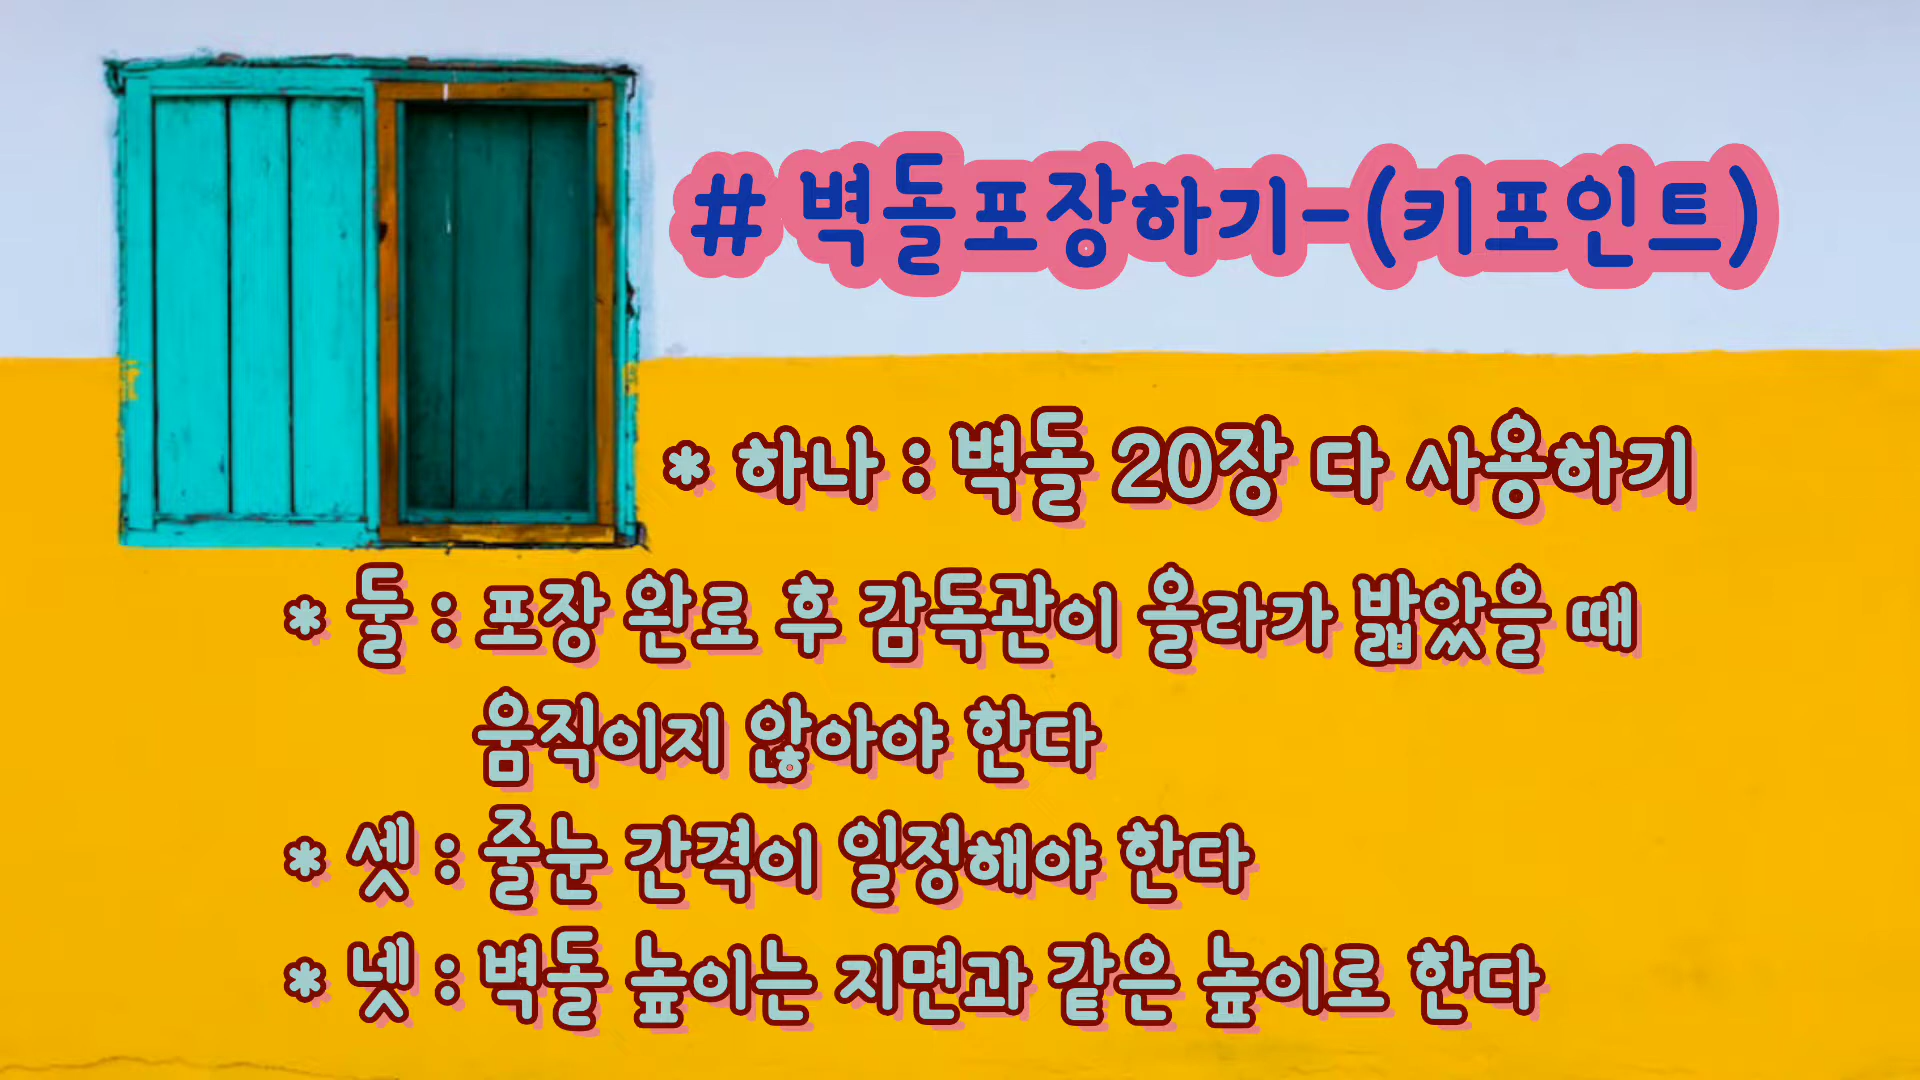 # 벽돌포장하기-(키포인트)
* 하나 : 벽돌 20장 다 사용하기
* 둘 : 포장 완료 후 감독관이 올라가 밟았을 때
움직이지 않아야 한다
* 셋 : 줄눈 간격이 일정해야 한다
* 넷 : 벽돌 높이는 지면과 같은 높이로 한다